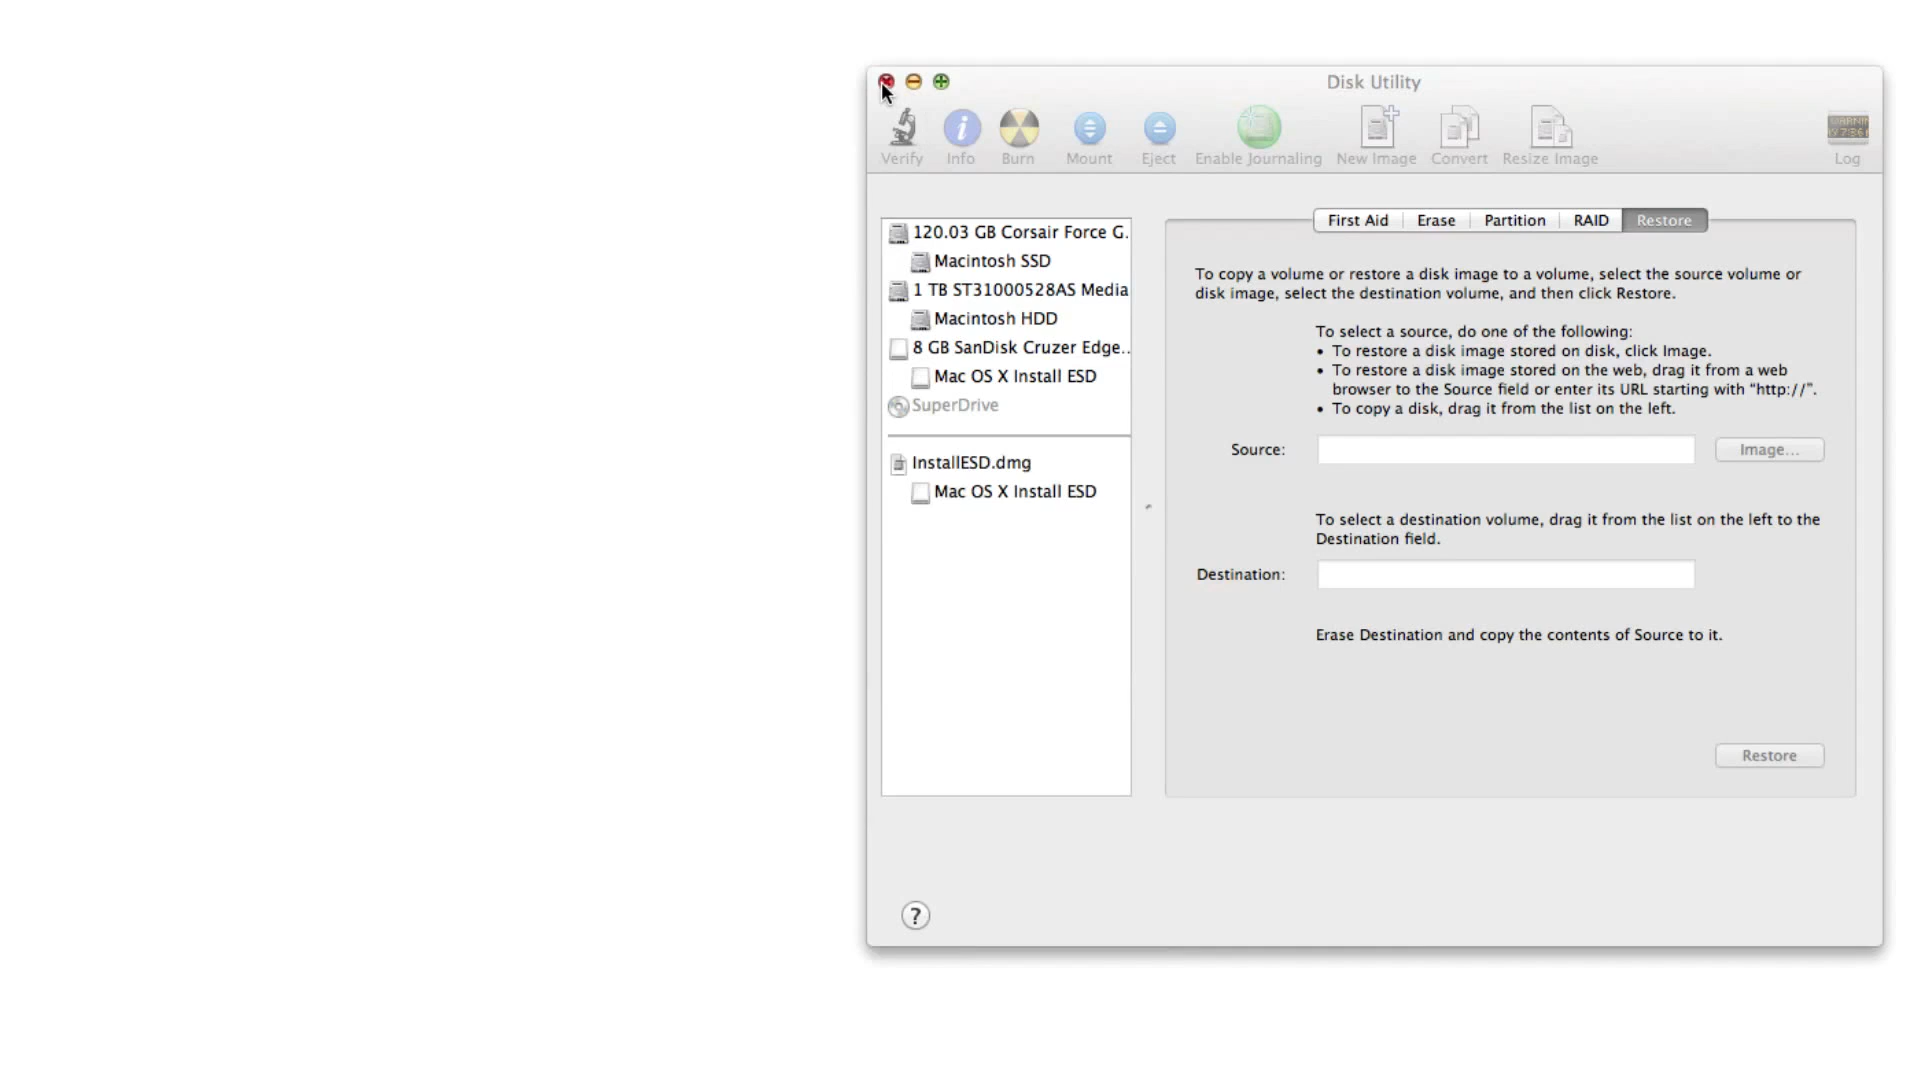 Disk Utility
Verify
Info
Burn
Mount
Eject
Enable Journaling
New Image
Convert
Resize Image
Log
120.03 GB Corsair Force G.
Macintosh SSD
1 TB ST31000528AS Media
Macintosh HDD
8 GB SanDisk Cruzer Edge..
Mac OS X Install ESD
SuperDrive
InstallESD.dmg
Mac OS X Install ESD
First Aid
Erase
Partition
RAID
Restore
To copy a volume or restore a disk image to a volume, select the source volume or
disk image, select the destination volume, and then click Restore.
To select a source, do one of the following:
• To restore a disk image stored on disk, click Image.
• To restore a disk image stored on the web, drag it from a web
browser to the Source field or enter its URL starting with “http://”.
• To copy a disk, drag it from the list on the left.
Source:
Image...
To select a destination volume, drag it from the list on the left to the
Destination field.
Destination:
Erase Destination and copy the contents of Source to it.
Restore
?